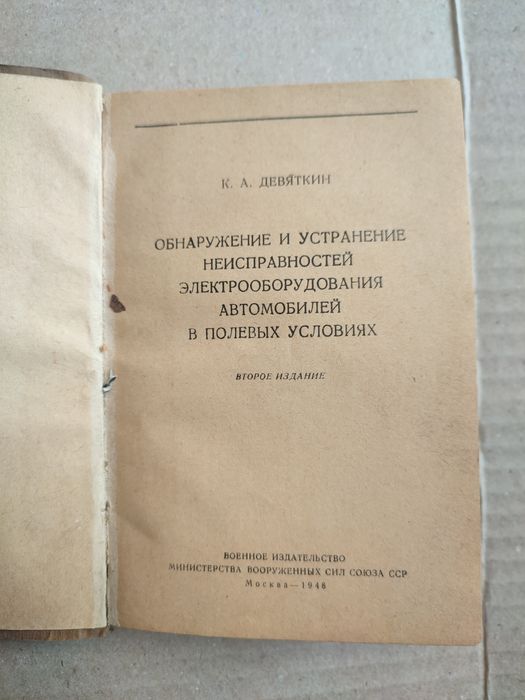 К. А. ДЕВЯТКИН
ОБНАРУЖЕНИЕ И УСТРАНЕНИЕ
НЕИСПРАВНОСТЕЙ
ЭЛЕКТРООБОРУДОВАНИЯ
АВТОМОБИЛЕЙ
В ПОЛЕВЫХ УСЛОВИЯХ
ВТОРОЕ ИЗДАНИЕ
ВОЕННОЕ ИЗДАТЕЛЬСТВО
МИНИСТЕРСТВА ВООРУЖЕННЫХ СИЛ СОЮЗА ССР
Москва — 1948